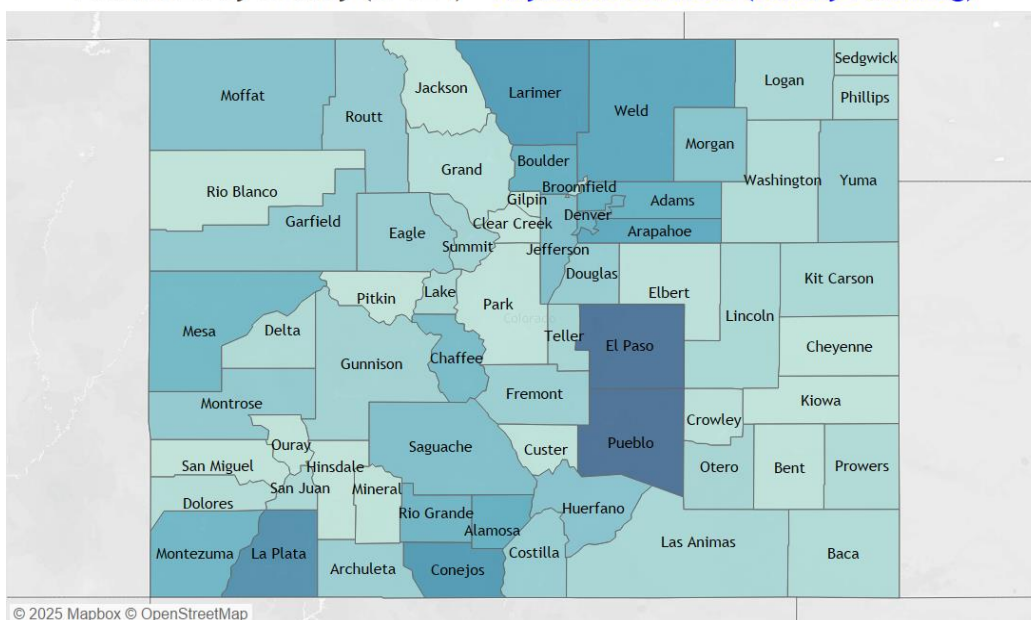 Sedgwick
Jackson
Logan
Larimer
Moffat
Phillips
Weld
Routt
Morgan
Boulder
Grand
Washington
Yuma
Rio Blanco
Broomfield
Gilpin
Adams
Denver
Garfield
Clear Creek
Eagle
Arapahoe
Summit
Jefferson
Douglas
Kit Carson
Lake
Elbert
Pitkin
Park
Lincoln
Colorado
Mesa
Delta
Teller
El Paso
Cheyenne
Chaffee
Gunnison
Fremont
Kiowa
Montrose
Crowley
Pueblo
Ouray
Saguache
Custer
San Miguel
Hinsdale
Otero
Bent
Prowers
San Juan
Mineral
Dolores
Huerfano
Rio Grande
Alamosa
Las Animas
Montezuma
La Plata
Costilla
Baca
Archuleta
Conejos
© 2025 Mapbox © OpenStreetMap